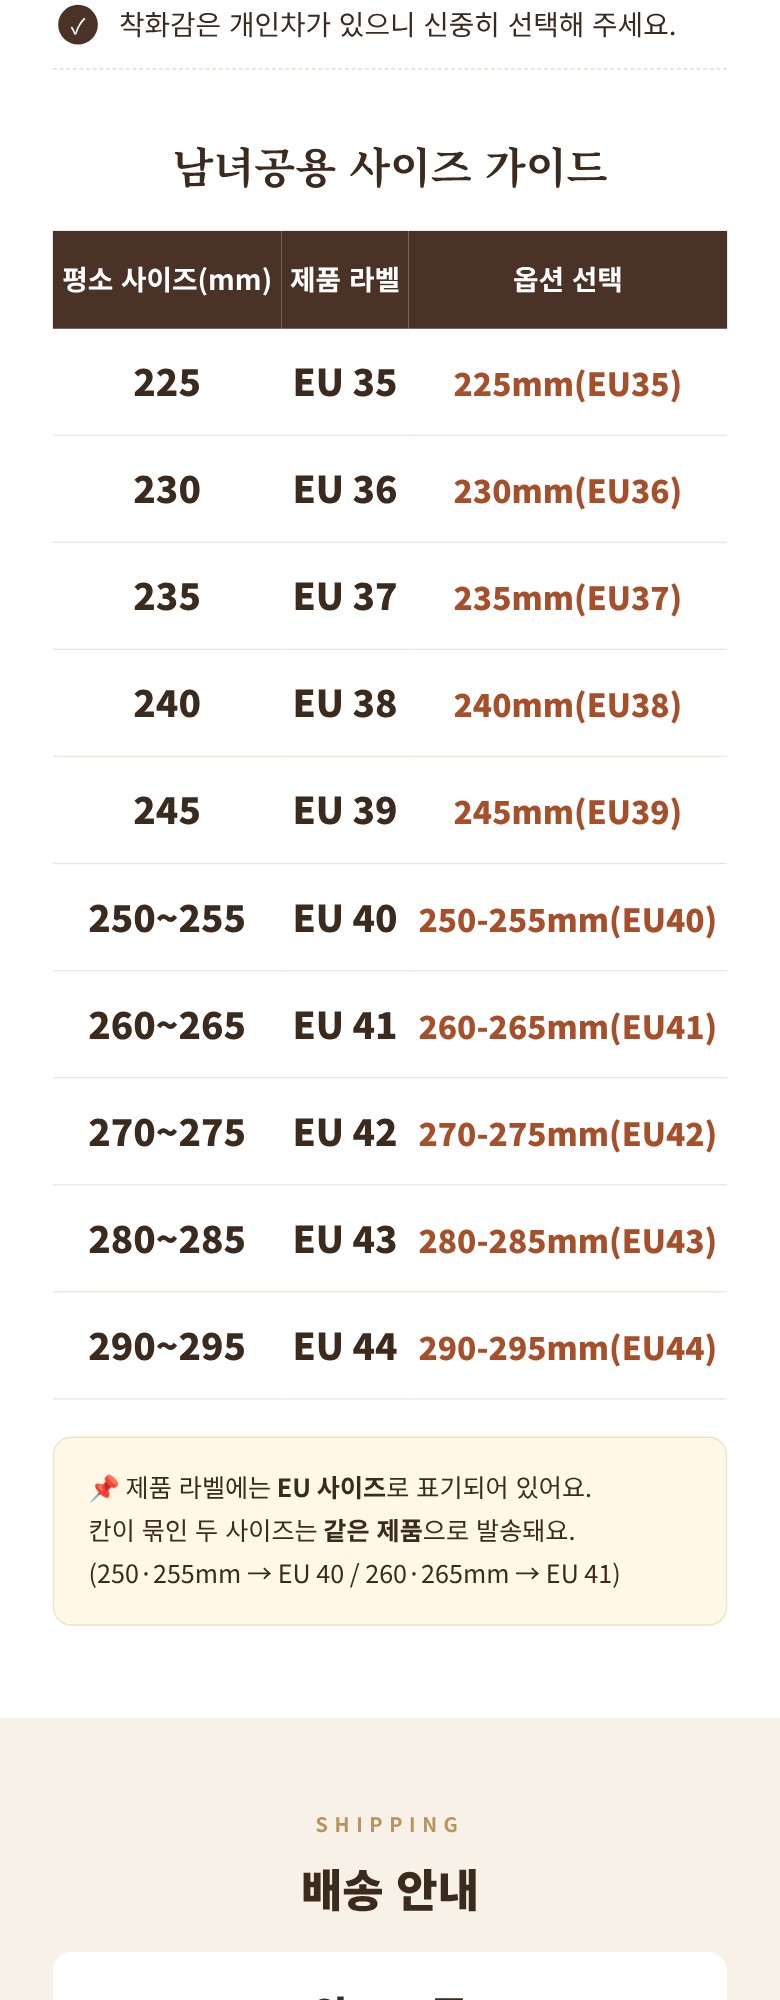 착화감은 개인차가 있으니 신중히 선택해 주세요.
남녀공용 사이즈 가이드
평소 사이즈(mm) 제품 라벨 옵션 선택
225 EU 35 225mm(EU35)
230 EU 36 230mm(EU36)
235 EU 37 235mm(EU37)
240 EU 38 240mm(EU38)
245 EU 39 245mm(EU39)
250~255 EU 40 250-255mm(EU40)
260~265 EU 41 260-265mm(EU41)
270~275 EU 42 270-275mm(EU42)
280~285 EU 43 280-285mm(EU43)
290~295 EU 44 290-295mm(EU44)
📌 제품 라벨에는 EU 사이즈로 표기되어 있어요.
칸이 묶인 두 사이즈는 같은 제품으로 발송돼요.
(250·255mm → EU 40 / 260·265mm → EU 41)
SHIPPING
배송 안내